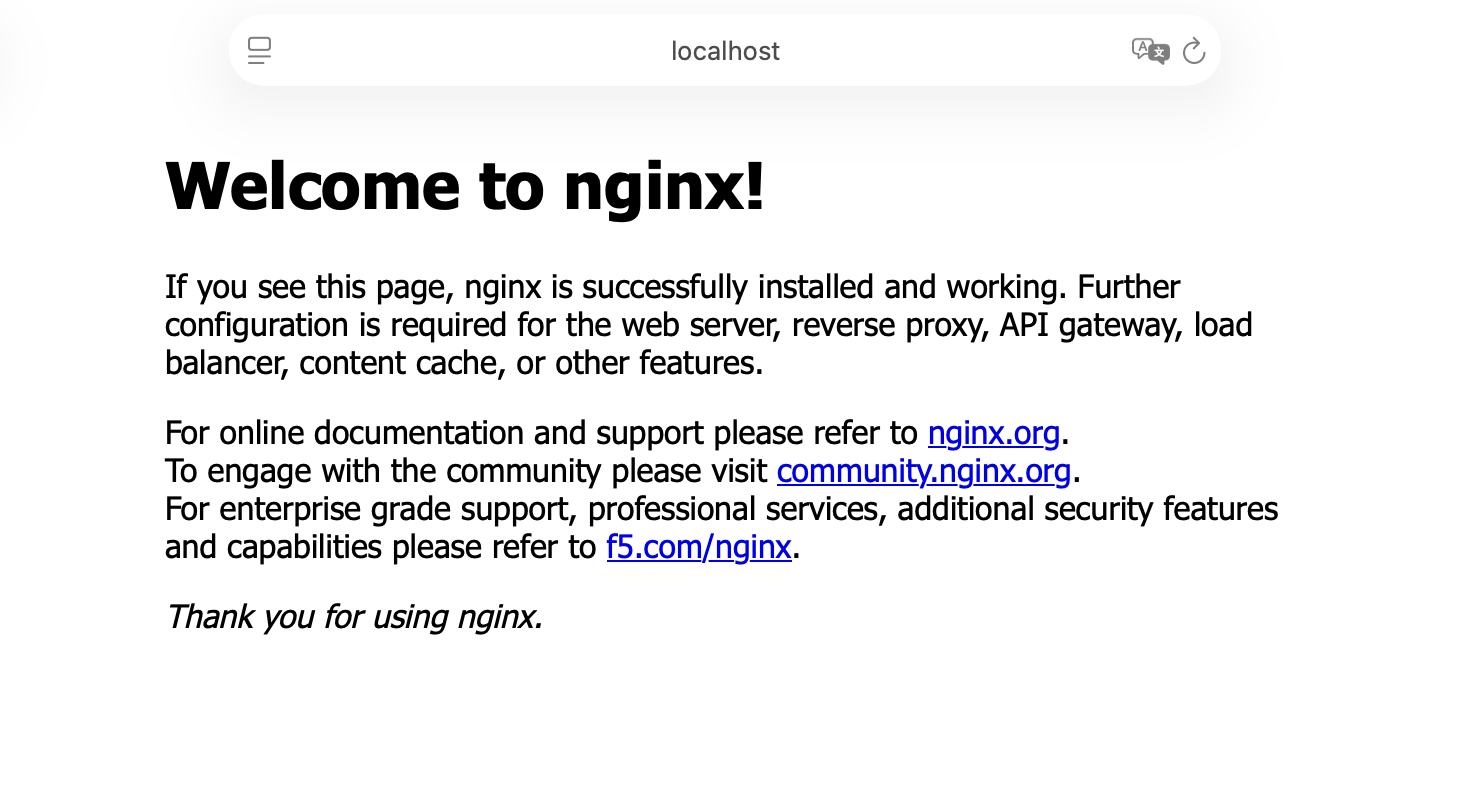 localhost
Welcome to nginx!
If you see this page, nginx is successfully installed and working. Further
configuration is required for the web server, reverse proxy, API gateway, load
balancer, content cache, or other features.
For online documentation and support please refer to nginx.org.
To engage with the community please visit community.nginx.org.
For enterprise grade support, professional services, additional security features
and capabilities please refer to f5.com/nginx.
Thank you for using nginx.